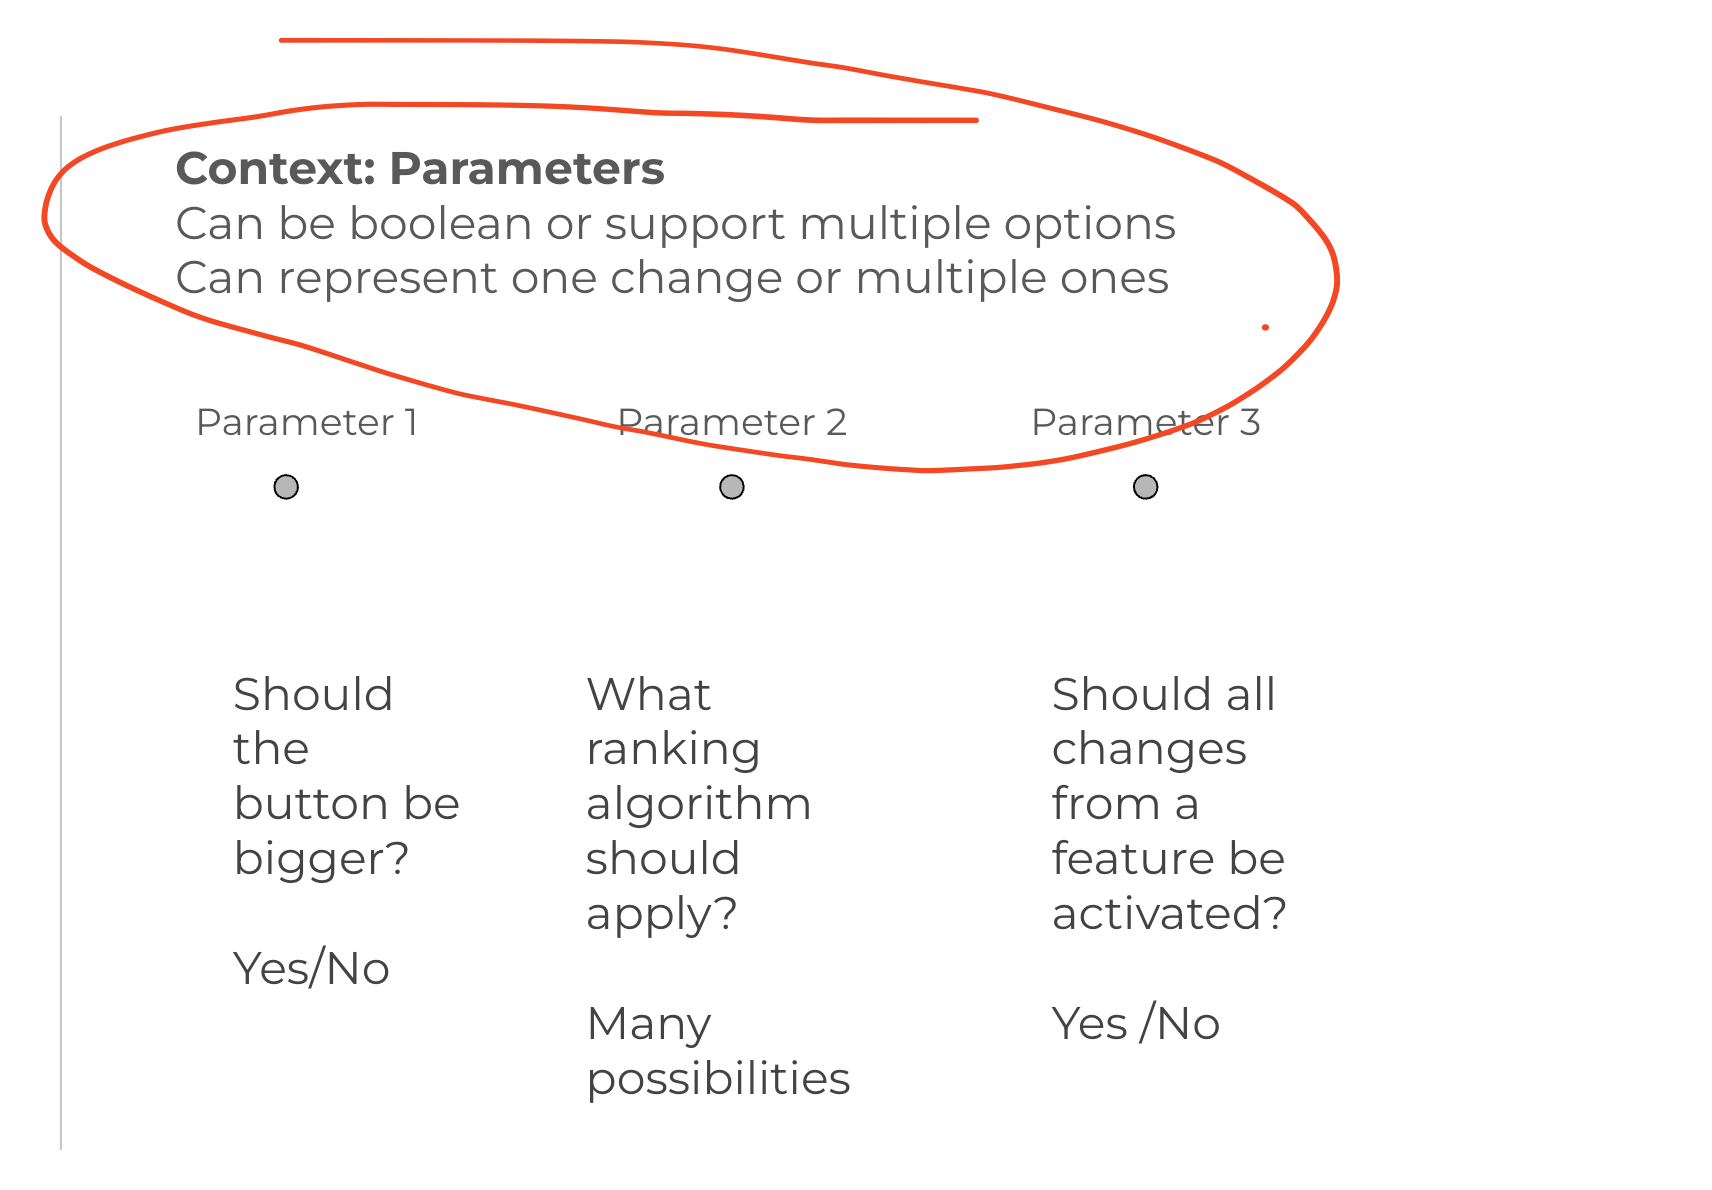 Context: Parameters
Can be boolean or support multiple options
Can represent one change or multiple ones
Parameter 1
Parameter 2
Parameter 3
Should
the
button be
bigger?
Yes/No
What
ranking
algorithm
should
apply?
Many
possibilities
Should all
changes
from a
feature be
activated?
Yes /No